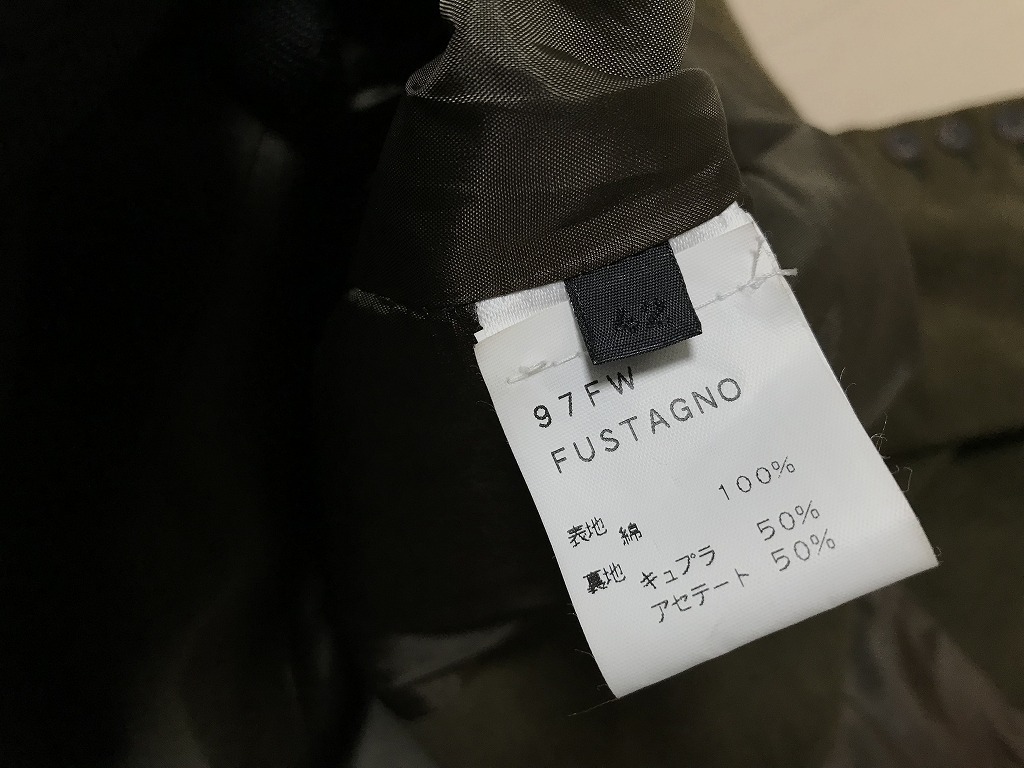 42
97FW
FUSTAGNO
表地 綿 100%
裏地 キュプラ 50%
アセテート 50%